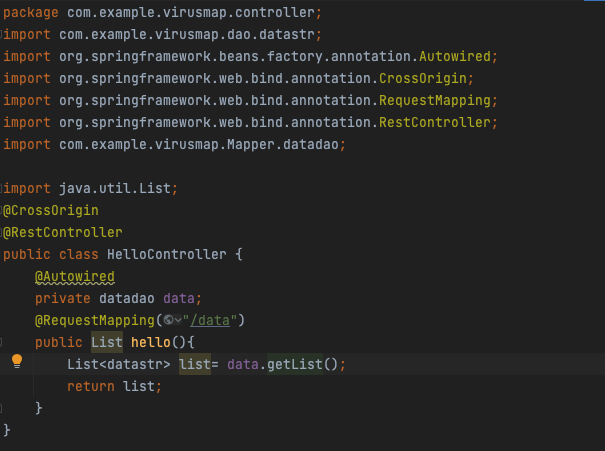 package com.example.virusmap.controller;
import com.example.virusmap.dao.datastr;
import org.springframework.beans.factory.annotation.Autowired;
import org.springframework.web.bind.annotation.CrossOrigin;
import org.springframework.web.bind.annotation.RequestMapping;
import org.springframework.web.bind.annotation.RestController;
import com.example.virusmap.Mapper.datadao;
import java.util.List;
@CrossOrigin
@RestController
public class HelloController {
@Autowired
private datadao data;
@RequestMapping("/data")
public List hello(){
List<datastr> list= data.getList();
return list;
}
}